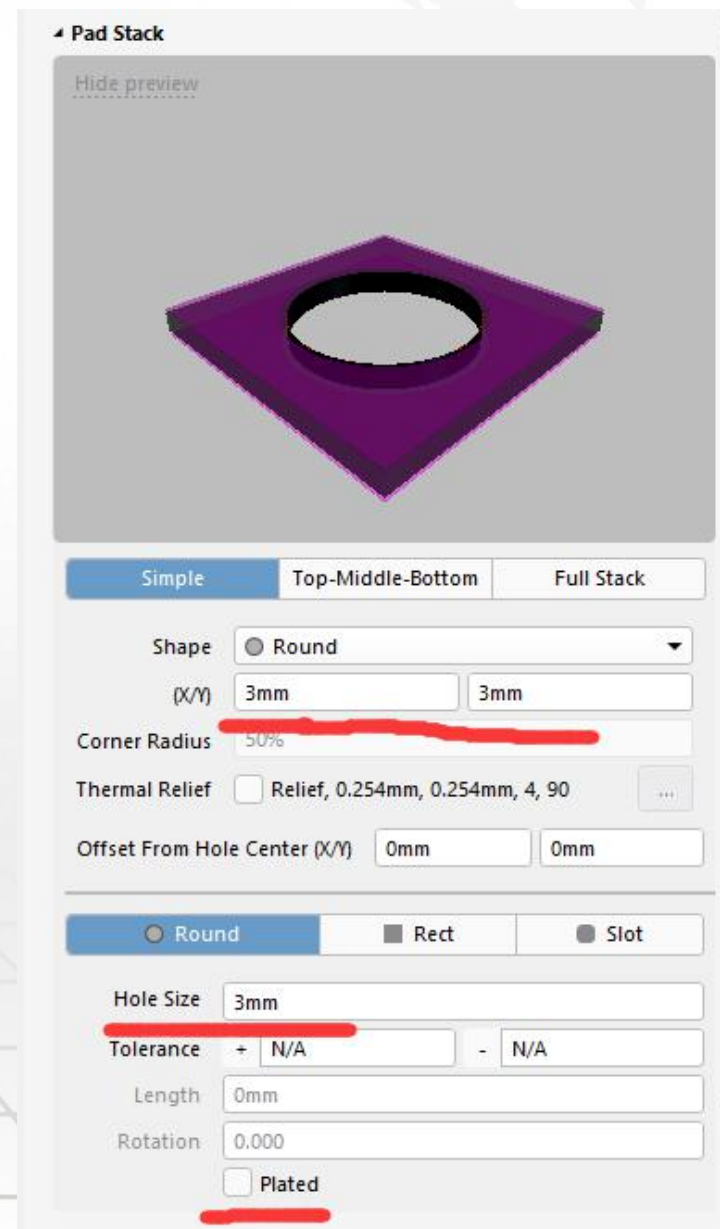 Pad Stack
Hide preview
Simple Top-Middle-Bottom Full Stack
Shape Round
(X/Y) 3mm 3mm
Corner Radius 50%
Thermal Relief Relief, 0.254mm, 0.254mm, 4, 90 ...
Offset From Hole Center (X/Y) 0mm 0mm
Round Rect Slot
Hole Size 3mm
Tolerance + N/A - N/A
Length 0mm
Rotation 0.000
Plated